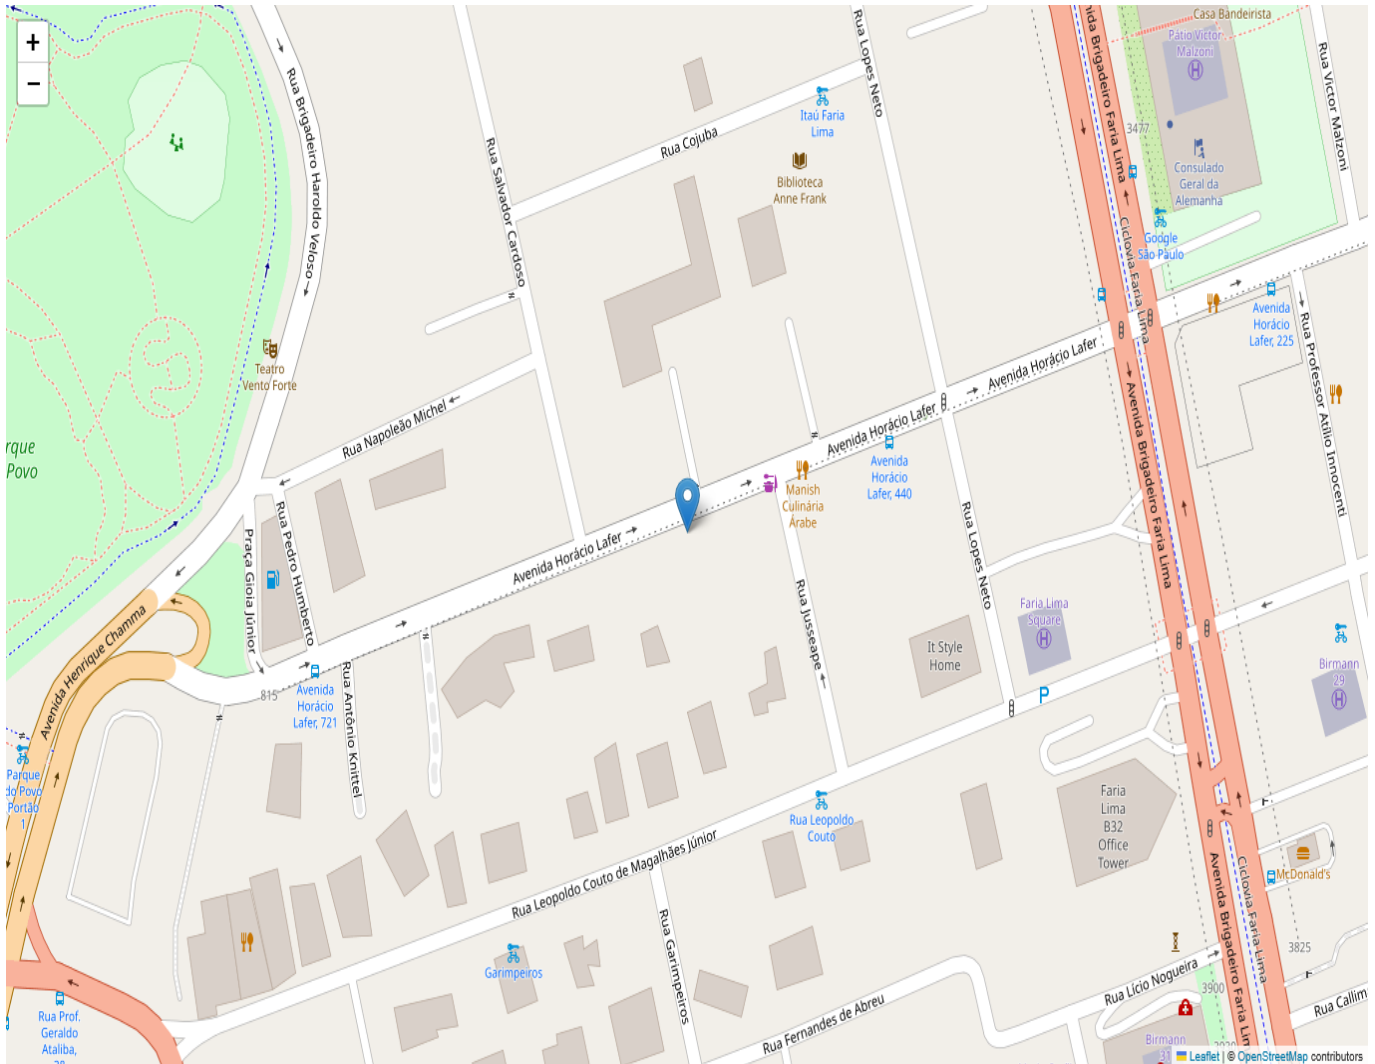 +
−
Casa Bandeirista
Pátio Victor
Malzoni
Rua Victor Malzoni
Rua Lopes Neto
nida Brigadeiro Faria Lima
Rua Brigadeiro Haroldo Veloso
Itaú Faria
Lima
3477
Rua Cojuba
Rua Salvador Cardoso
Biblioteca
Anne Frank
Consulado
Geral da
Alemanha
Ciclovia Faria Lima
Google
São Paulo
Avenida
Horácio
Lafer, 225
Rua Professor Atílio Innocenti
Teatro
Vento Forte
Avenida Horácio Lafer
Avenida Horácio Lafer
Rua Napoleão Michel
Avenida Brigadeiro Faria Lima
rque
Povo
Avenida
Horácio
Lafer, 440
Manish
Culinária
Árabe
Rua Lopes Neto
Avenida Horácio Lafer
Praça Gioia Júnior
Rua Pedro Humberto
Rua Jusseape
Faria Lima
Square
Avenida Henrique Chamma
It Style
Home
Birmann
29
P
815
Avenida
Horácio
Lafer, 721
Rua Antônio Knittel
Parque
do Povo
Portão
1
Faria
Lima
B32
Office
Tower
Rua Leopoldo
Couto
Rua Leopoldo Couto de Magalhães Júnior
McDonald's
Avenida Brigadeiro Faria Lim
Ciclovia Faria Lima
Rua Garimpeiros
Garimpeiros
3825
Rua Lício Nogueira
3900
Rua Callim
Rua Prof.
Geraldo
Ataliba,
Rua Fernandes de Abreu
Birmann
31
Leaflet | © OpenStreetMap contributors